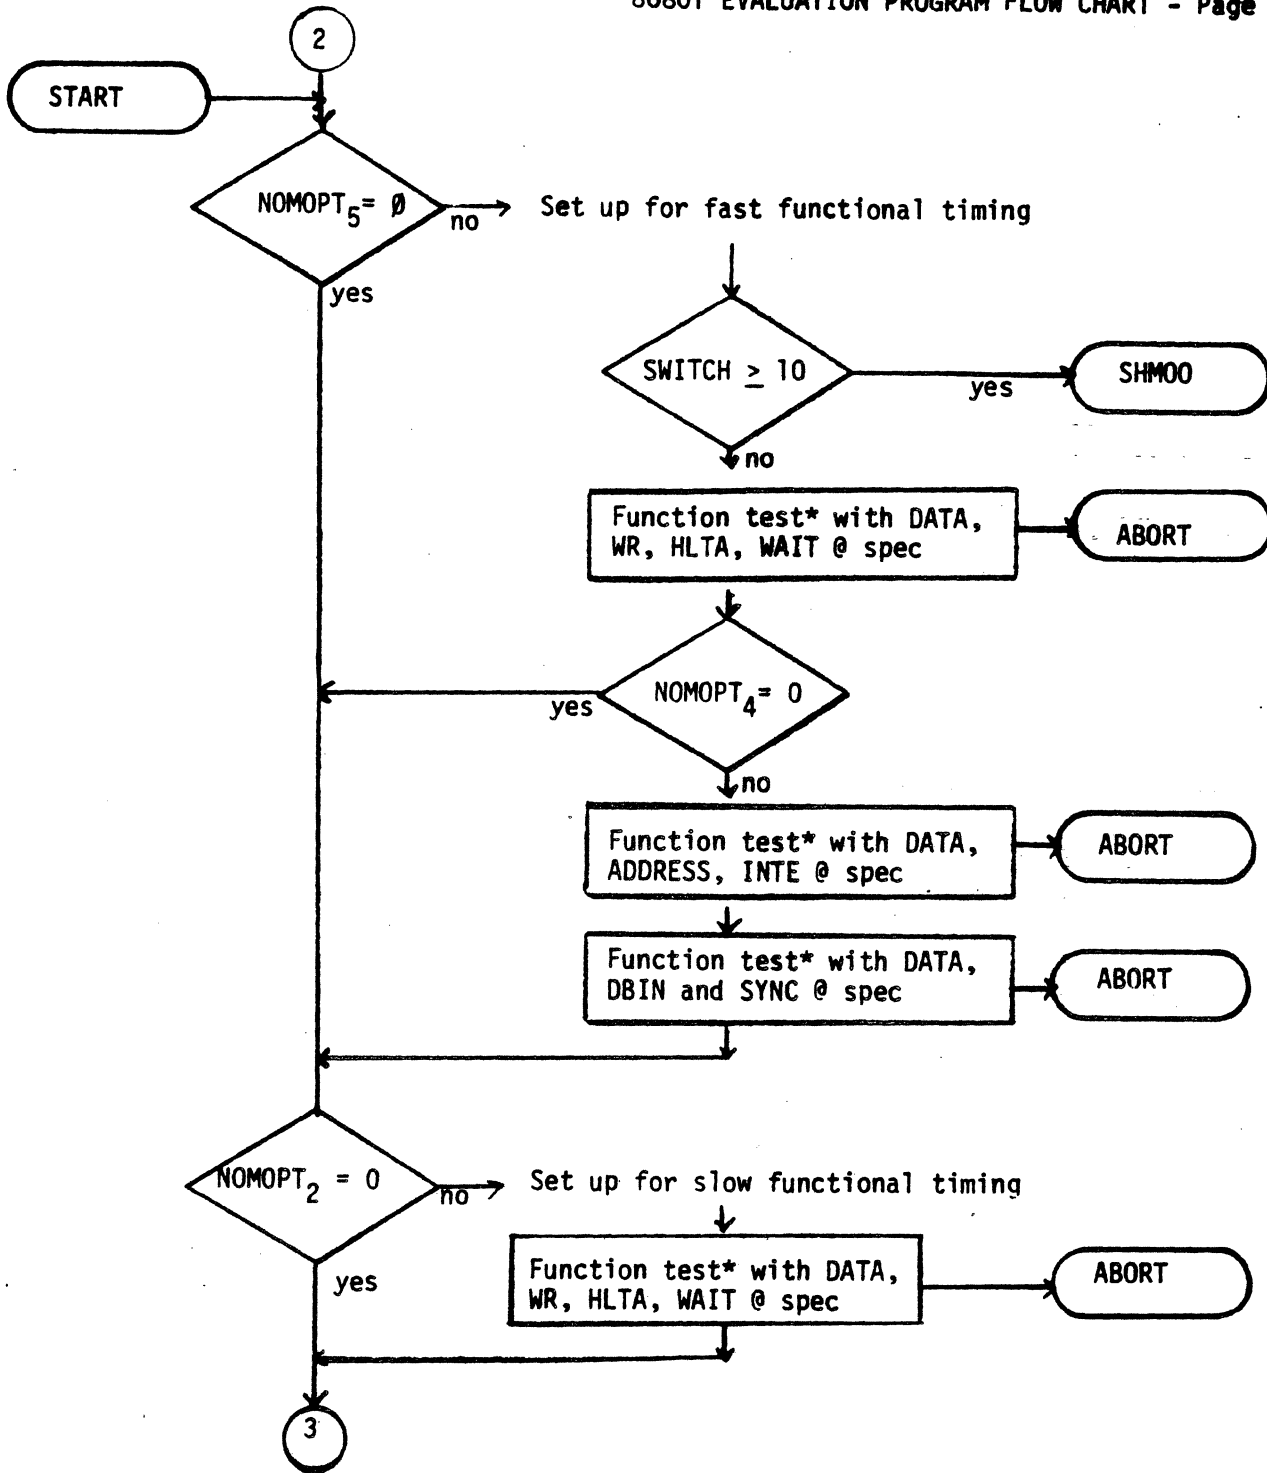 EVALUATION PROGRAM FLOW CHART - Page
2
START
NOMOPT5= Ø
no
Set up for fast functional timing
yes
SWITCH ≥ 10
yes
SHMOO
no
Function test* with DATA,
WR, HLTA, WAIT @ spec
ABORT
NOMOPT4= 0
yes
no
Function test* with DATA,
ADDRESS, INTE @ spec
ABORT
Function test* with DATA,
DBIN and SYNC @ spec
ABORT
NOMOPT2 = 0
no
Set up for slow functional timing
yes
Function test* with DATA,
WR, HLTA, WAIT @ spec
ABORT
3